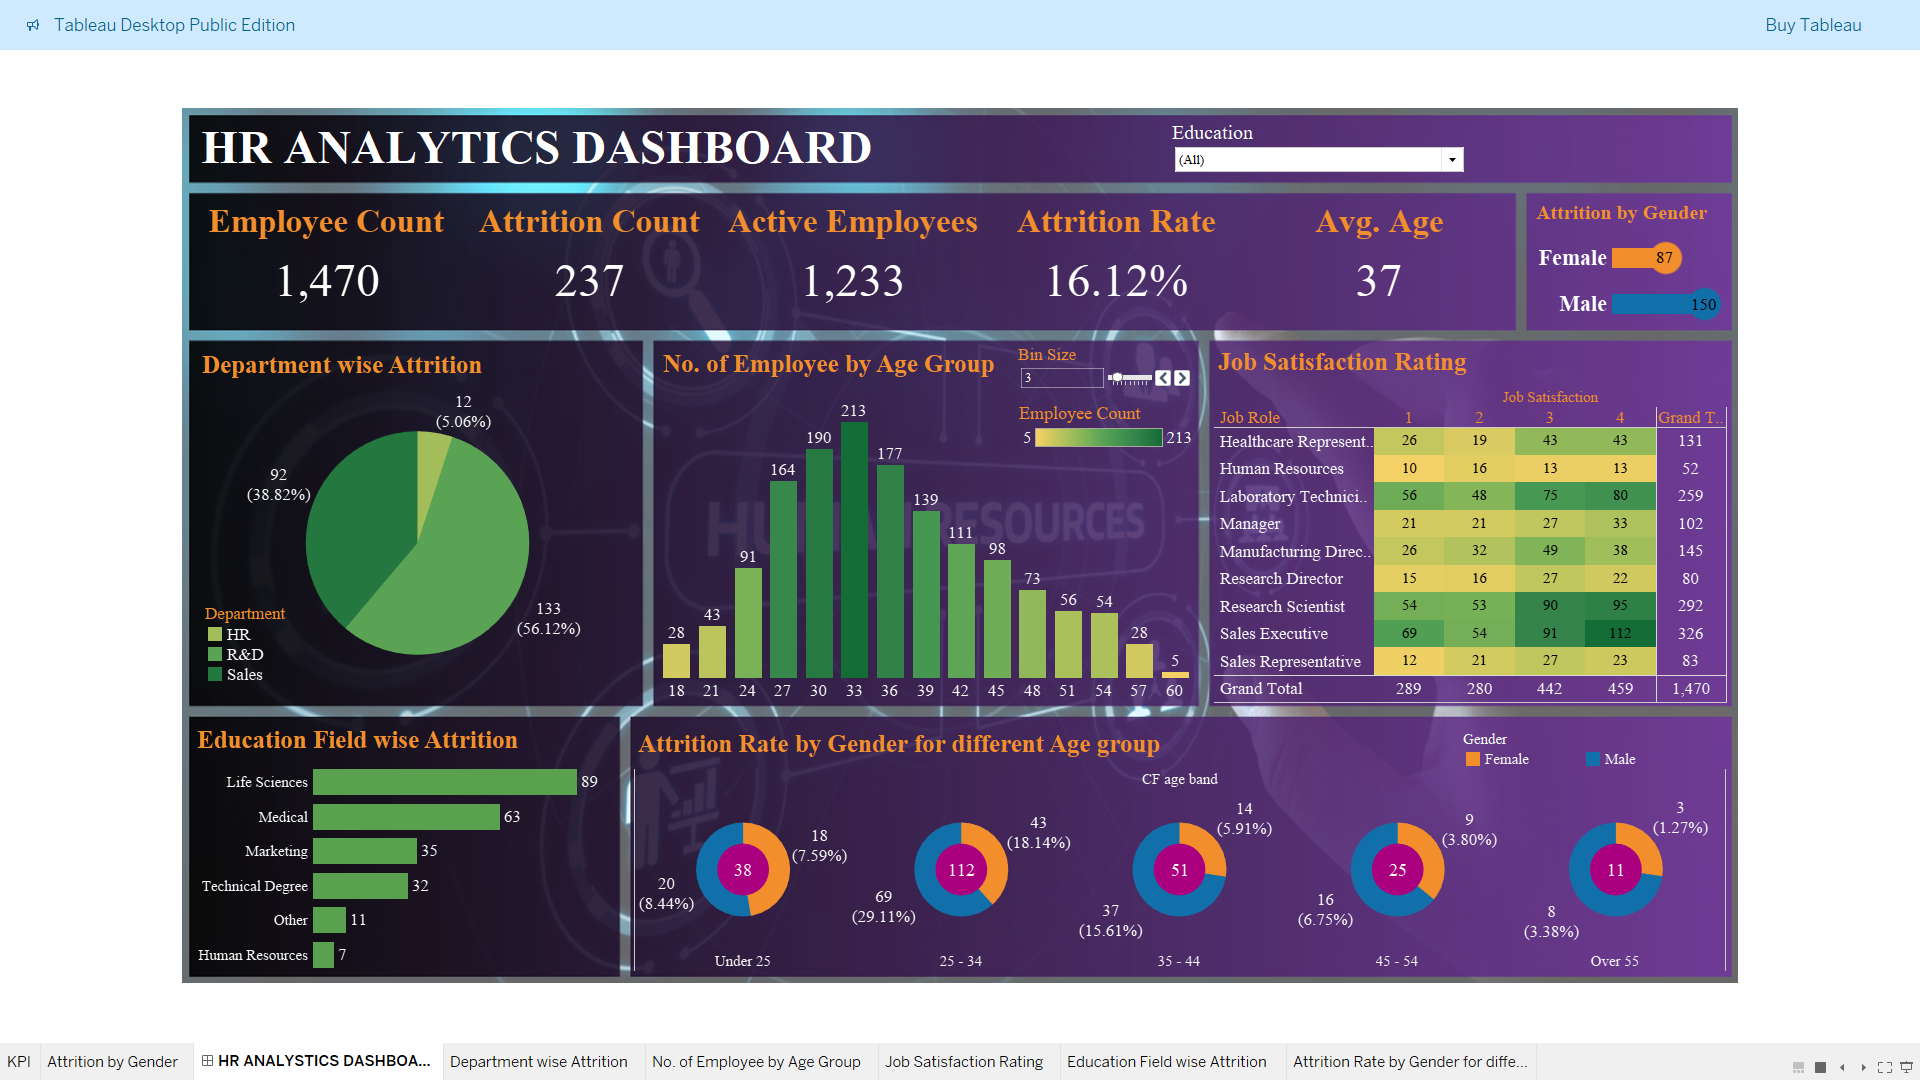 Tableau Desktop Public Edition
Buy Tableau
HR ANALYTICS DASHBOARD
Education
(All)
Employee Count
Attrition Count
Active Employees
Attrition Rate
Avg. Age
1,470
237
1,233
16.12%
37
Attrition by Gender
Female 87
Male 150
Department wise Attrition
12
(5.06%)
92
(38.82%)
133
(56.12%)
Department
HR
R&D
Sales
No. of Employee by Age Group
Bin Size
3
Employee Count
5 213
28 43 91 164 190 213 177 139 111 98 73 56 54 28 5
18 21 24 27 30 33 36 39 42 45 48 51 54 57 60
HUMAN RESOURCES
Job Satisfaction Rating
Job Satisfaction
Job Role 1 2 3 4 Grand T..
Healthcare Represent.. 26 19 43 43 131
Human Resources 10 16 13 13 52
Laboratory Technici.. 56 48 75 80 259
Manager 21 21 27 33 102
Manufacturing Direc.. 26 32 49 38 145
Research Director 15 16 27 22 80
Research Scientist 54 53 90 95 292
Sales Executive 69 54 91 112 326
Sales Representative 12 21 27 23 83
Grand Total 289 280 442 459 1,470
Education Field wise Attrition
Life Sciences 89
Medical 63
Marketing 35
Technical Degree 32
Other 11
Human Resources 7
Attrition Rate by Gender for different Age group
Gender
Female
Male
CF age band
18
(7.59%)
38
20
(8.44%)
Under 25
43
(18.14%)
112
69
(29.11%)
25 - 34
14
(5.91%)
51
37
(15.61%)
35 - 44
9
(3.80%)
25
16
(6.75%)
45 - 54
3
(1.27%)
11
8
(3.38%)
Over 55
KPI
Attrition by Gender
HR ANALYSTICS DASHBOA...
Department wise Attrition
No. of Employee by Age Group
Job Satisfaction Rating
Education Field wise Attrition
Attrition Rate by Gender for diffe...